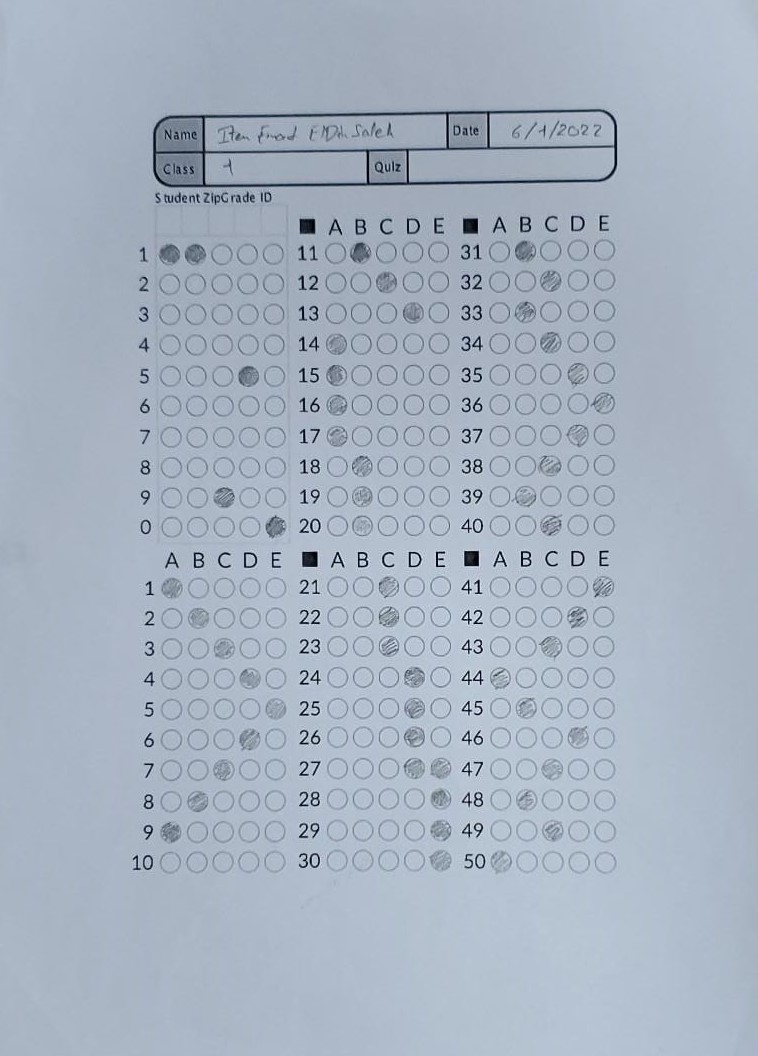 Name Iten Emad ElDin Saleh Date 6/1/2022
Class 1 Quiz
Student ZipGrade ID
A B C D E A B C D E
1 11 31
2 12 32
3 13 33
4 14 34
5 15 35
6 16 36
7 17 37
8 18 38
9 19 39
0 20 40
A B C D E A B C D E A B C D E
1 21 41
2 22 42
3 23 43
4 24 44
5 25 45
6 26 46
7 27 47
8 28 48
9 29 49
10 30 50